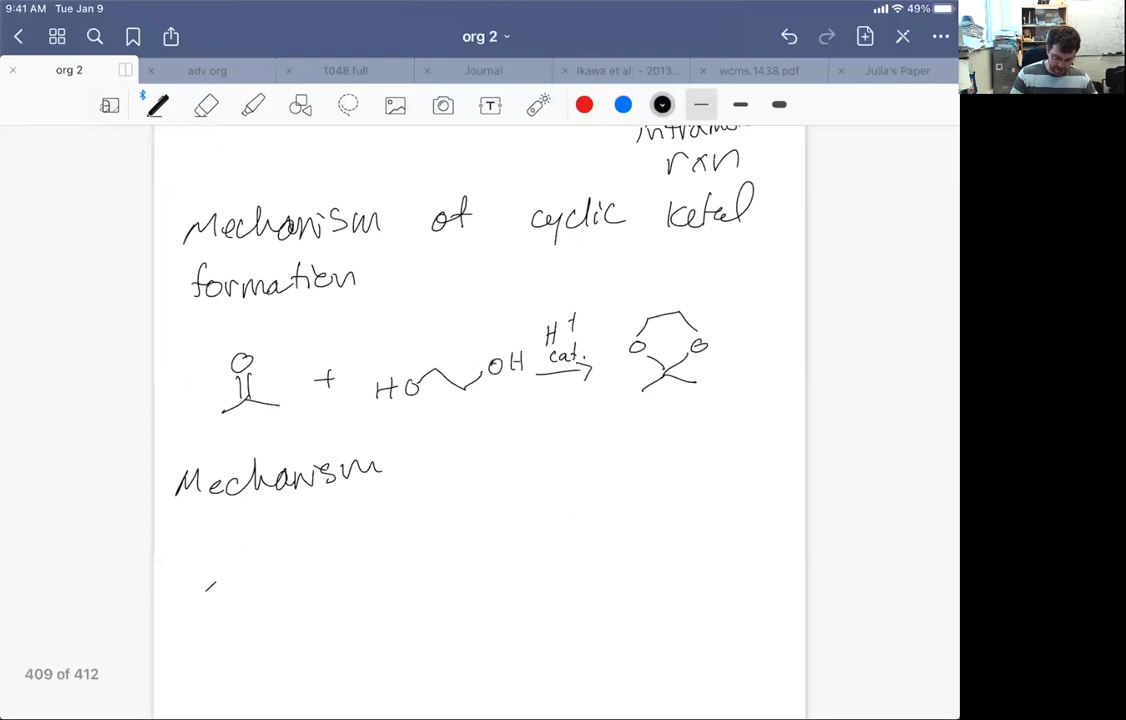 9:41 AM Tue Jan 9
49%
org 2
org 2
adv org
1048.full
Journal
Ikawa et al. - 2013...
wcms.1438.pdf
Julia's Paper
T
rxn
Mechanism of cyclic ketal
formation
O
+ HO OH H+ cat. O O
Mechanism
409 of 412